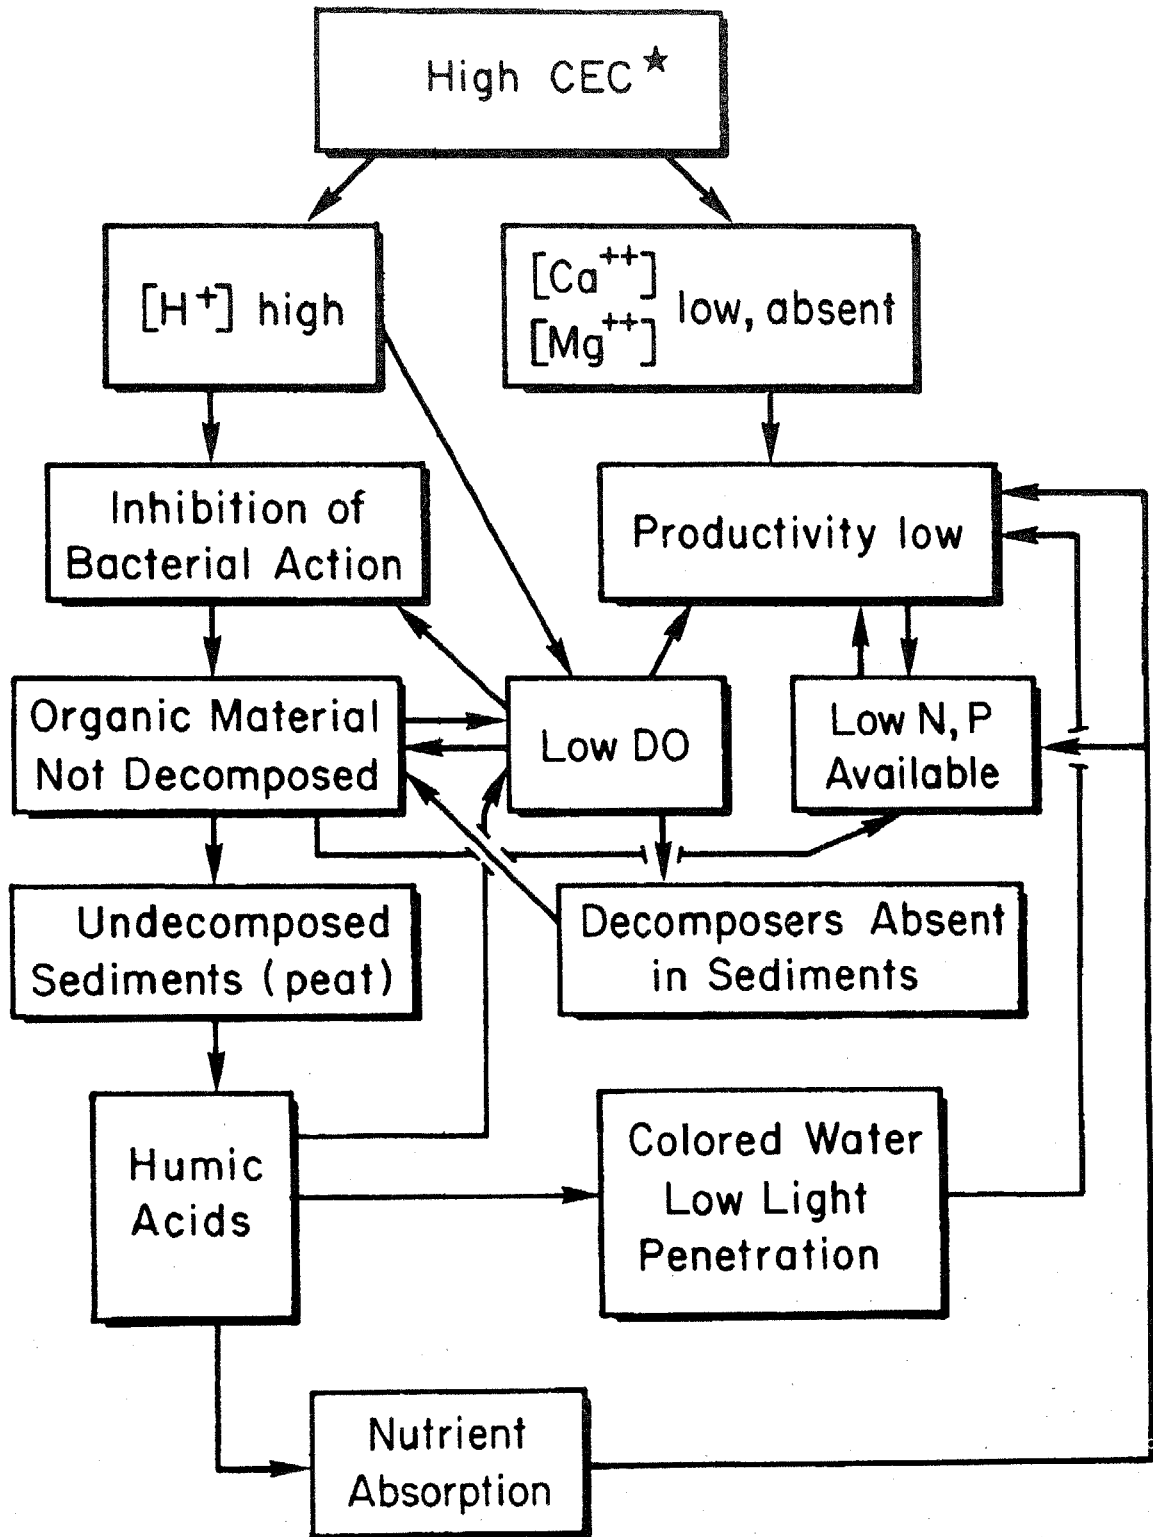 High CEC★
[H⁺] high
[Ca⁺⁺]
[Mg⁺⁺]
low, absent
Inhibition of
Bacterial Action
Productivity low
Organic Material
Not Decomposed
Low DO
Low N, P
Available
Undecomposed
Sediments (peat)
Decomposers Absent
in Sediments
Humic
Acids
Colored Water
Low Light
Penetration
Nutrient
Absorption